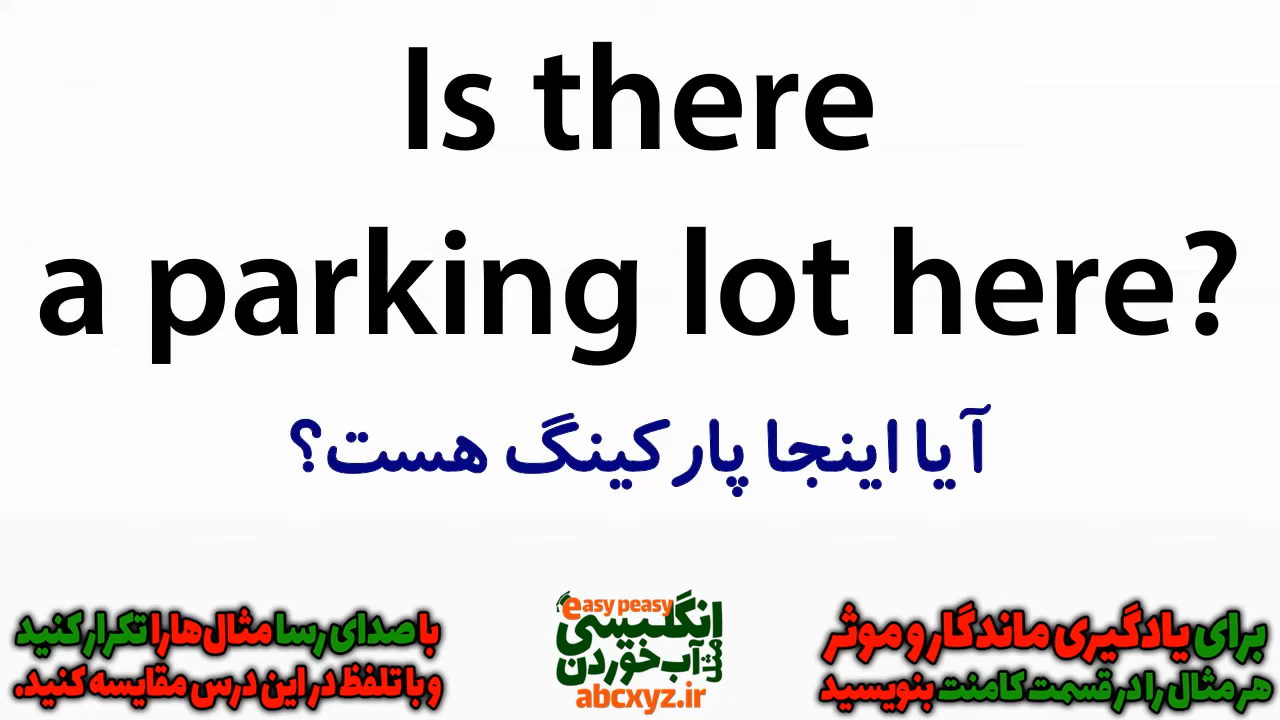 Is there
a parking lot here?
آیا اینجا پارکینگ هست؟
برای یادگیری ماندگار و موثر
هر مثال را در قسمت کامنت بنویسید
easy peasy
انگلیسی
مثل آب خوردن
abcxyz.ir
با صدای رسا مثال‌ها را تکرار کنید
و با تلفظ در این درس مقایسه کنید.